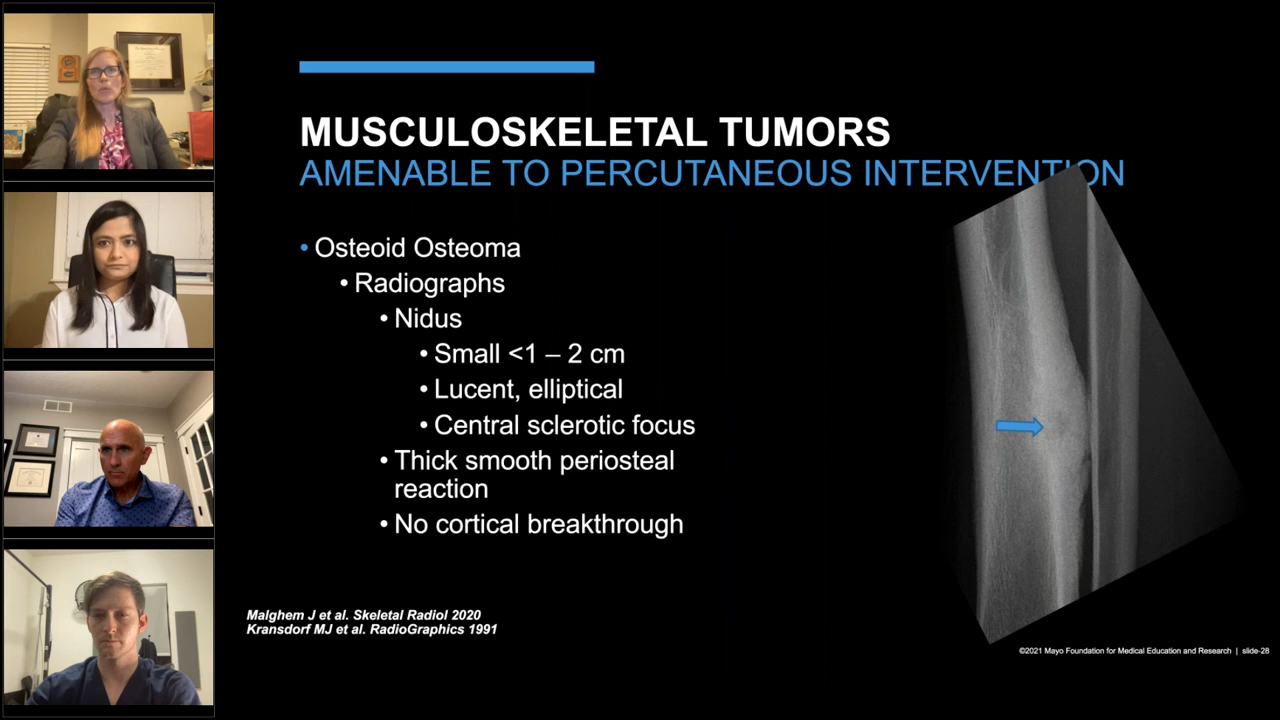 MUSCULOSKELETAL TUMORS
AMENABLE TO PERCUTANEOUS INTERVENTION
• Osteoid Osteoma
• Radiographs
• Nidus
• Small <1 – 2 cm
• Lucent, elliptical
• Central sclerotic focus
• Thick smooth periosteal
reaction
• No cortical breakthrough
Malghem J et al. Skeletal Radiol 2020
Kransdorf MJ et al. RadioGraphics 1991
©2021 Mayo Foundation for Medical Education and Research | slide-28